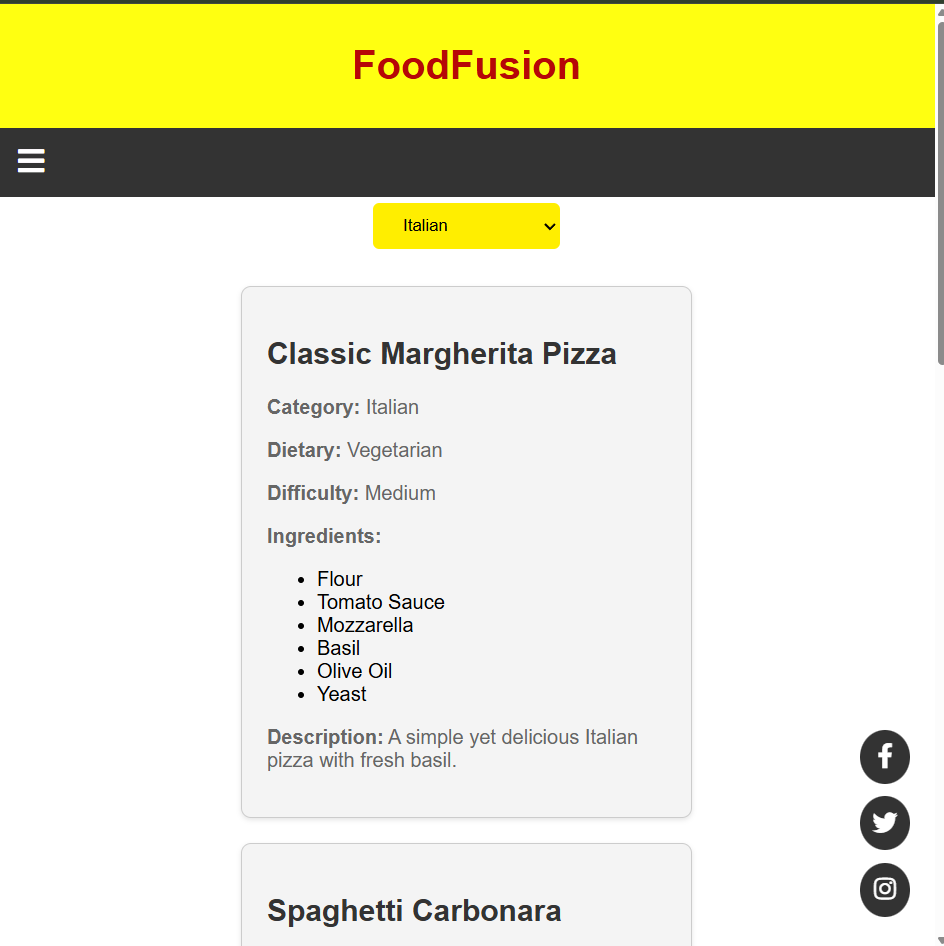 FoodFusion
Italian
Classic Margherita Pizza
Category: Italian
Dietary: Vegetarian
Difficulty: Medium
Ingredients:
Flour
Tomato Sauce
Mozzarella
Basil
Olive Oil
Yeast
Description: A simple yet delicious Italian
pizza with fresh basil.
Spaghetti Carbonara